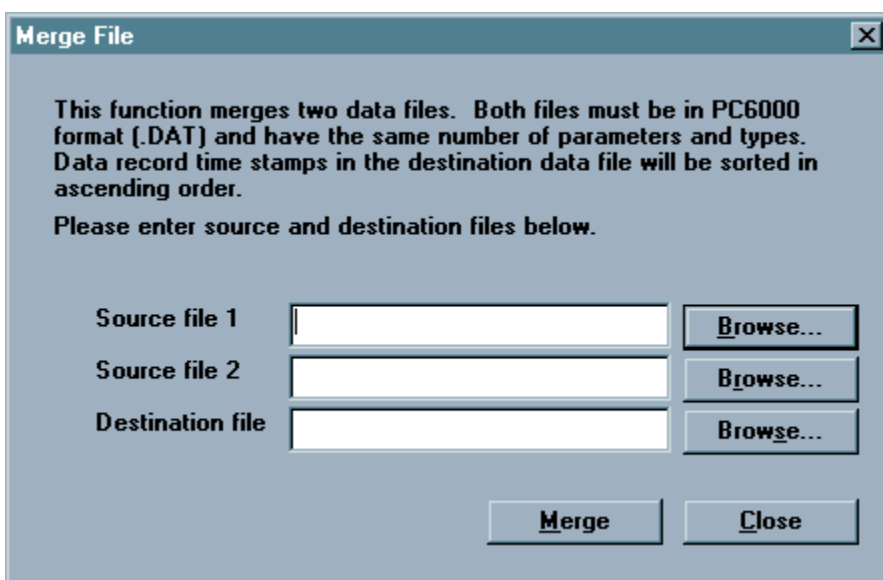 Merge File
This function merges two data files. Both files must be in PC6000
format (.DAT) and have the same number of parameters and types.
Data record time stamps in the destination data file will be sorted in
ascending order.
Please enter source and destination files below.
Source file 1
Browse...
Source file 2
Browse...
Destination file
Browse...
Merge
Close